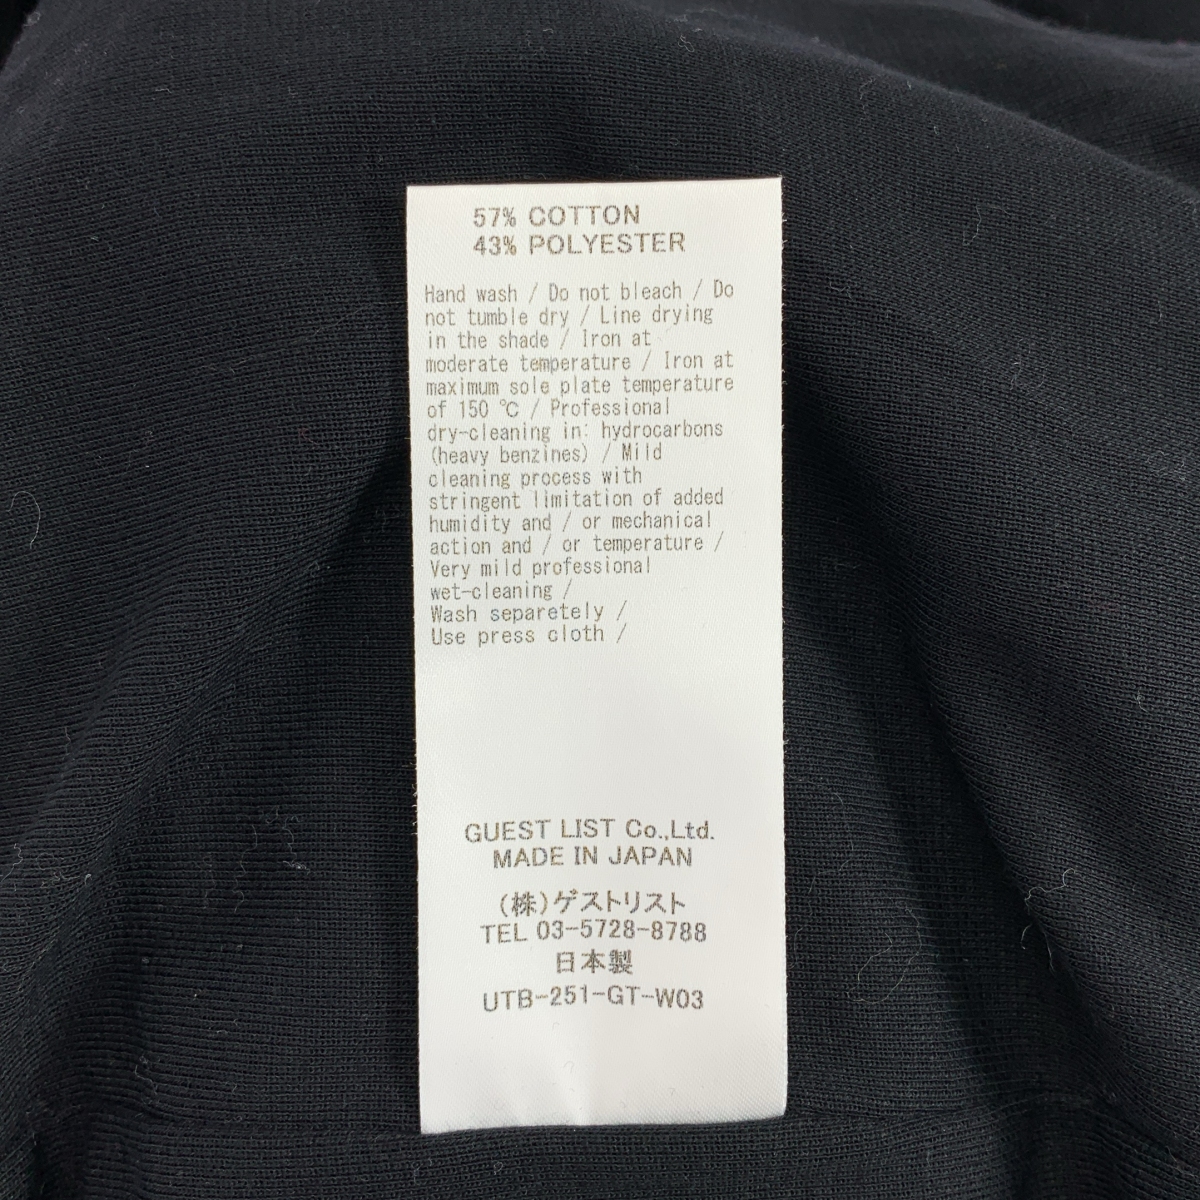 57% COTTON
43% POLYESTER
Hand wash / Do not bleach / Do
not tumble dry / Line drying
in the shade / Iron at
moderate temperature / Iron at
maximum sole plate temperature
of 150 ℃ / Professional
dry-cleaning in: hydrocarbons
(heavy benzines) / Mild
cleaning process with
stringent limitation of added
humidity and / or mechanical
action and / or temperature /
Very mild professional
wet-cleaning /
Wash separetely /
Use press cloth /
GUEST LIST Co.,Ltd.
MADE IN JAPAN
(株)ゲストリスト
TEL 03-5728-8788
日本製
UTB-251-GT-W03